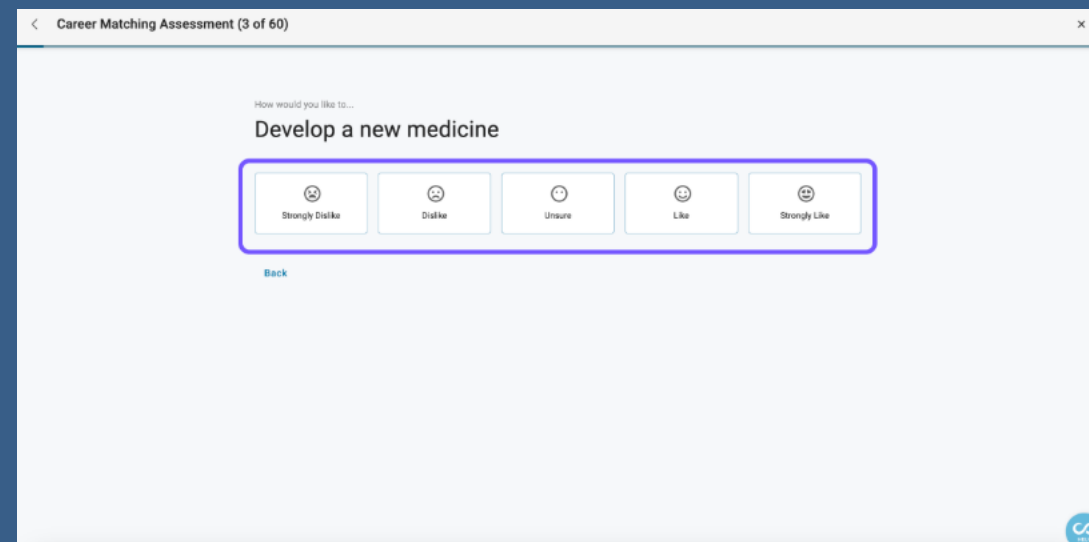 Career Matching Assessment (3 of 60)
How would you like to...
Develop a new medicine
Strongly Dislike Dislike Unsure Like Strongly Like
Back